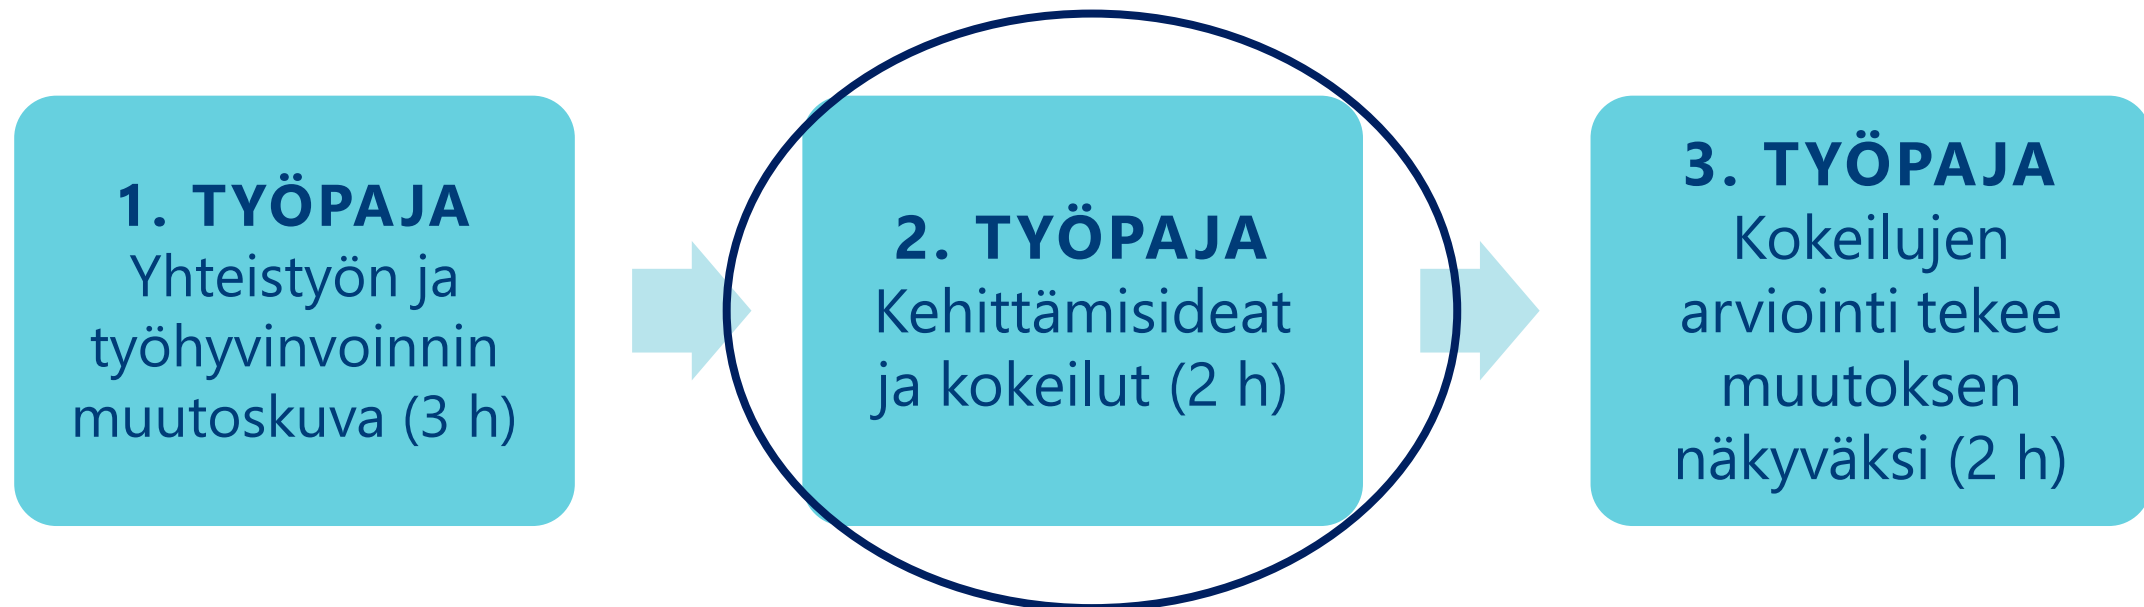 1. TYÖPAJA
Yhteistyön ja
työhyvinvoinnin
muutoskuva (3 h)
2. TYÖPAJA
Kehittämisideat
ja kokeilut (2 h)
3. TYÖPAJA
Kokeilujen
arviointi tekee
muutoksen
näkyväksi (2 h)